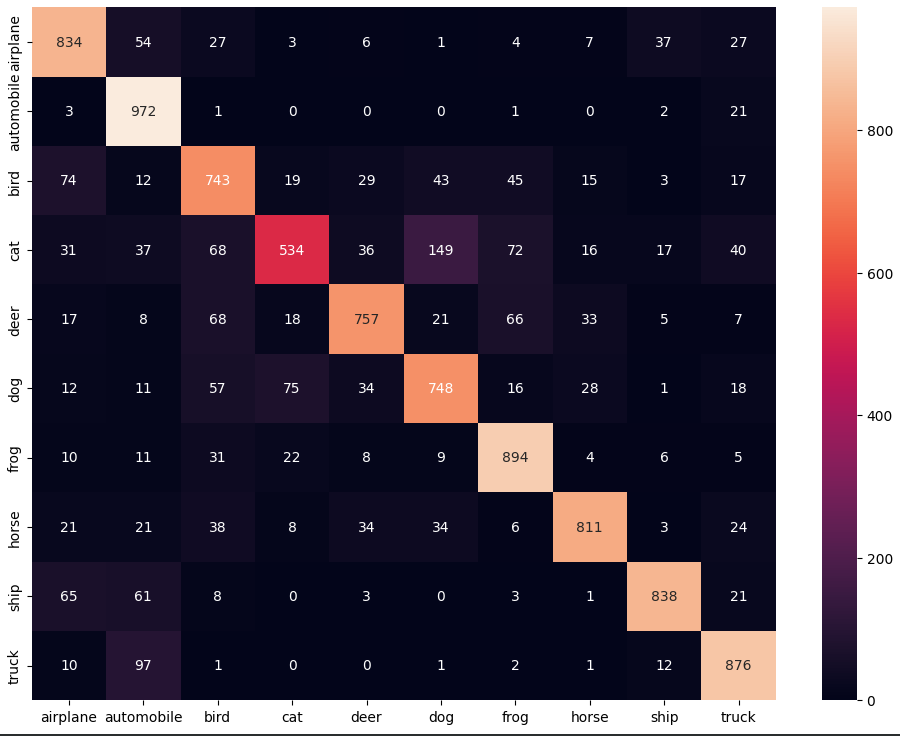 airplane 834 54 27 3 6 1 4 7 37 27
automobile 3 972 1 0 0 0 1 0 2 21
800
bird 74 12 743 19 29 43 45 15 3 17
cat 31 37 68 534 36 149 72 16 17 40
600
deer 17 8 68 18 757 21 66 33 5 7
dog 12 11 57 75 34 748 16 28 1 18
400
frog 10 11 31 22 8 9 894 4 6 5
horse 21 21 38 8 34 34 6 811 3 24
200
ship 65 61 8 0 3 0 3 1 838 21
truck 10 97 1 0 0 1 2 1 12 876
0
airplane automobile bird cat deer dog frog horse ship truck